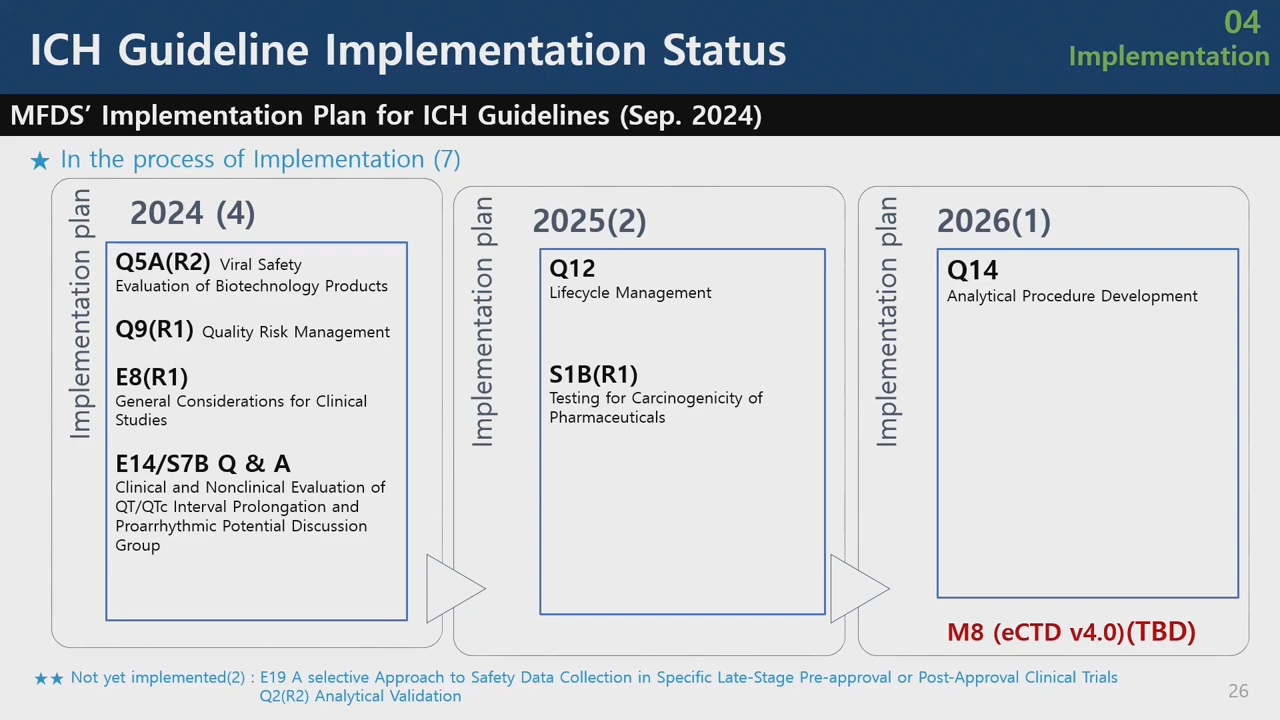 ICH Guideline Implementation Status
04
Implementation
MFDS’ Implementation Plan for ICH Guidelines (Sep. 2024)
★ In the process of Implementation (7)
Implementation plan
2024 (4)
Q5A(R2) Viral Safety
Evaluation of Biotechnology Products
Q9(R1) Quality Risk Management
E8(R1)
General Considerations for Clinical
Studies
E14/S7B Q & A
Clinical and Nonclinical Evaluation of
QT/QTc Interval Prolongation and
Proarrhythmic Potential Discussion
Group
Implementation plan
2025(2)
Q12
Lifecycle Management
S1B(R1)
Testing for Carcinogenicity of
Pharmaceuticals
Implementation plan
2026(1)
Q14
Analytical Procedure Development
M8 (eCTD v4.0)(TBD)
★★ Not yet implemented(2) : E19 A selective Approach to Safety Data Collection in Specific Late-Stage Pre-approval or Post-Approval Clinical Trials
Q2(R2) Analytical Validation
26